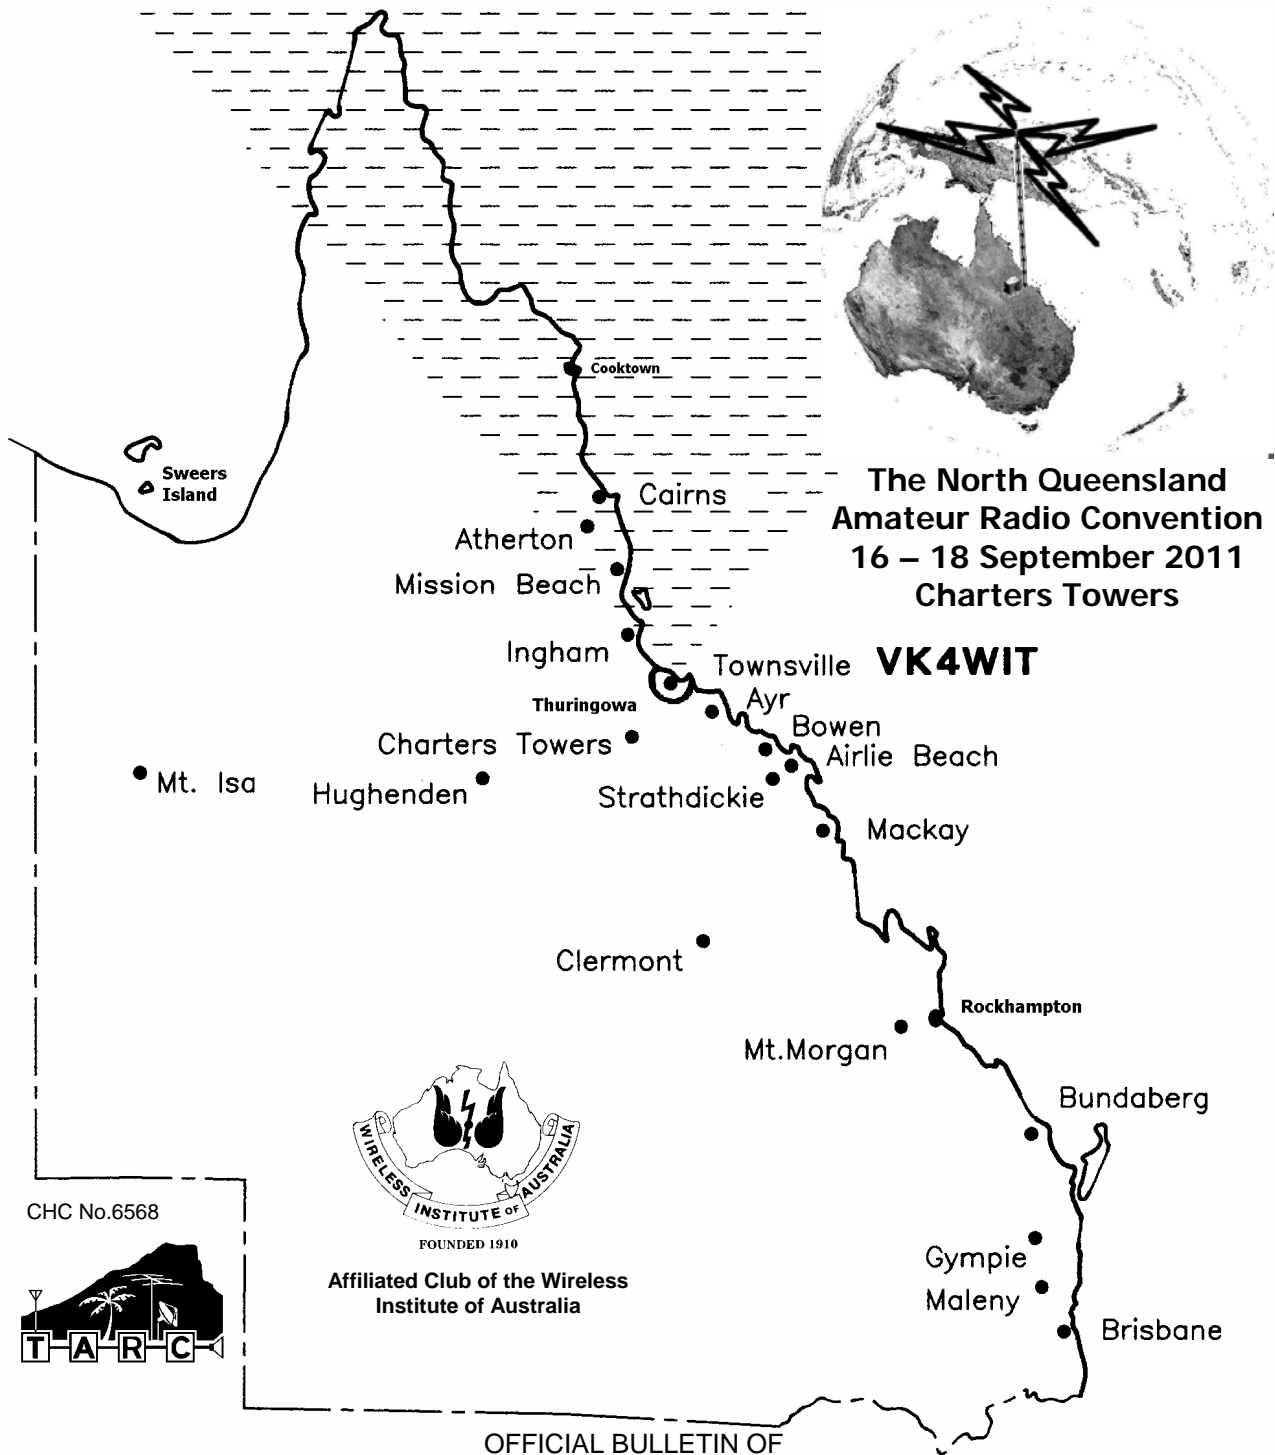 Cooktown
Sweers
Island
Cairns
The North Queensland
Amateur Radio Convention
16 – 18 September 2011
Charters Towers
Atherton
Mission Beach
Ingham
Townsville
VK4WIT
Thuringowa
Ayr
Bowen
Charters Towers
Airlie Beach
Mt. Isa
Hughenden
Strathdickie
Mackay
Clermont
Rockhampton
Mt.Morgan
Bundaberg
WIRELESS
INSTITUTE OF
AUSTRALIA
FOUNDED 1910
CHC No.6568
Affiliated Club of the Wireless
Institute of Australia
Gympie
Maleny
Brisbane
TARC
OFFICIAL BULLETIN OF